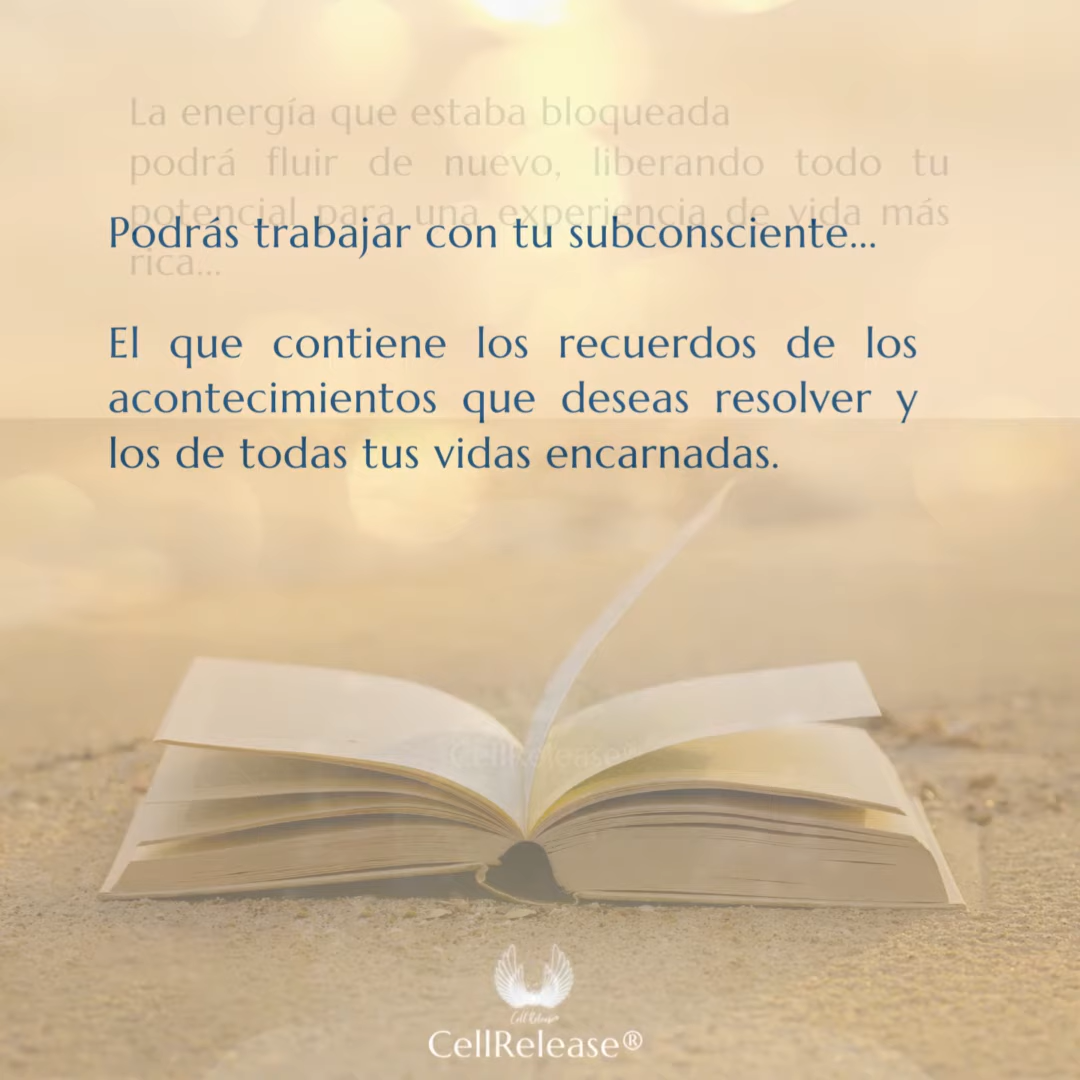 La energía que estaba bloqueada
podrá fluir de nuevo, liberando todo tu
potencial para una experiencia de vida más
Podrás trabajar con tu subconsciente...
rica...
El que contiene los recuerdos de los
acontecimientos que deseas resolver y
los de todas tus vidas encarnadas.
CellRelease®
Cell Release®
CellRelease®